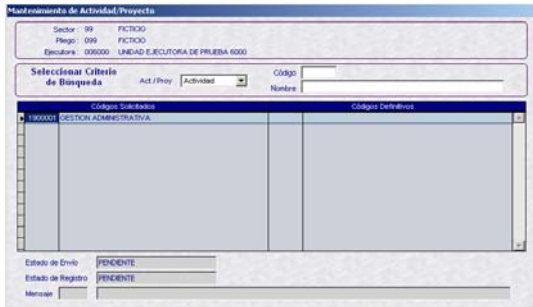 Mantenimiento de Actividad/Proyecto
Sector : 99 FICTICIO
Pliego : 099 FICTICIO
Ejecutora : 006000 UNIDAD EJECUTORA DE PRUEBA 6000
Seleccionar Criterio de Búsqueda
Act./Proy Actividad
Código
Nombre
Códigos Solicitados Códigos Definitivos
1900001 GESTION ADMINISTRATIVA
Estado de Envío PENDIENTE
Estado de Registro PENDIENTE
Mensaje